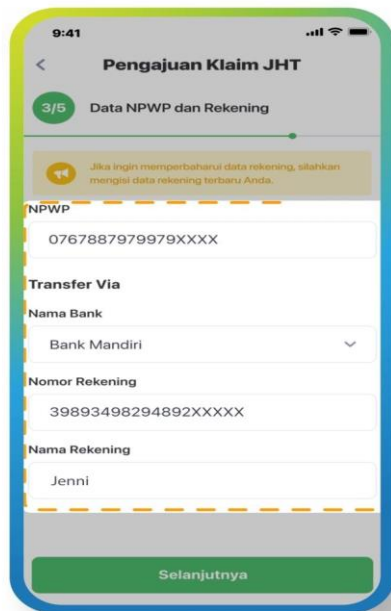 9:41
Pengajuan Klaim JHT
3/5
Data NPWP dan Rekening
Jika ingin memperbaharui data rekening, silahkan
mengisi data rekening terbaru Anda.
NPWP
0767887979979XXXX
Transfer Via
Nama Bank
Bank Mandiri
Nomor Rekening
39893498294892XXXXX
Nama Rekening
Jenni
Selanjutnya